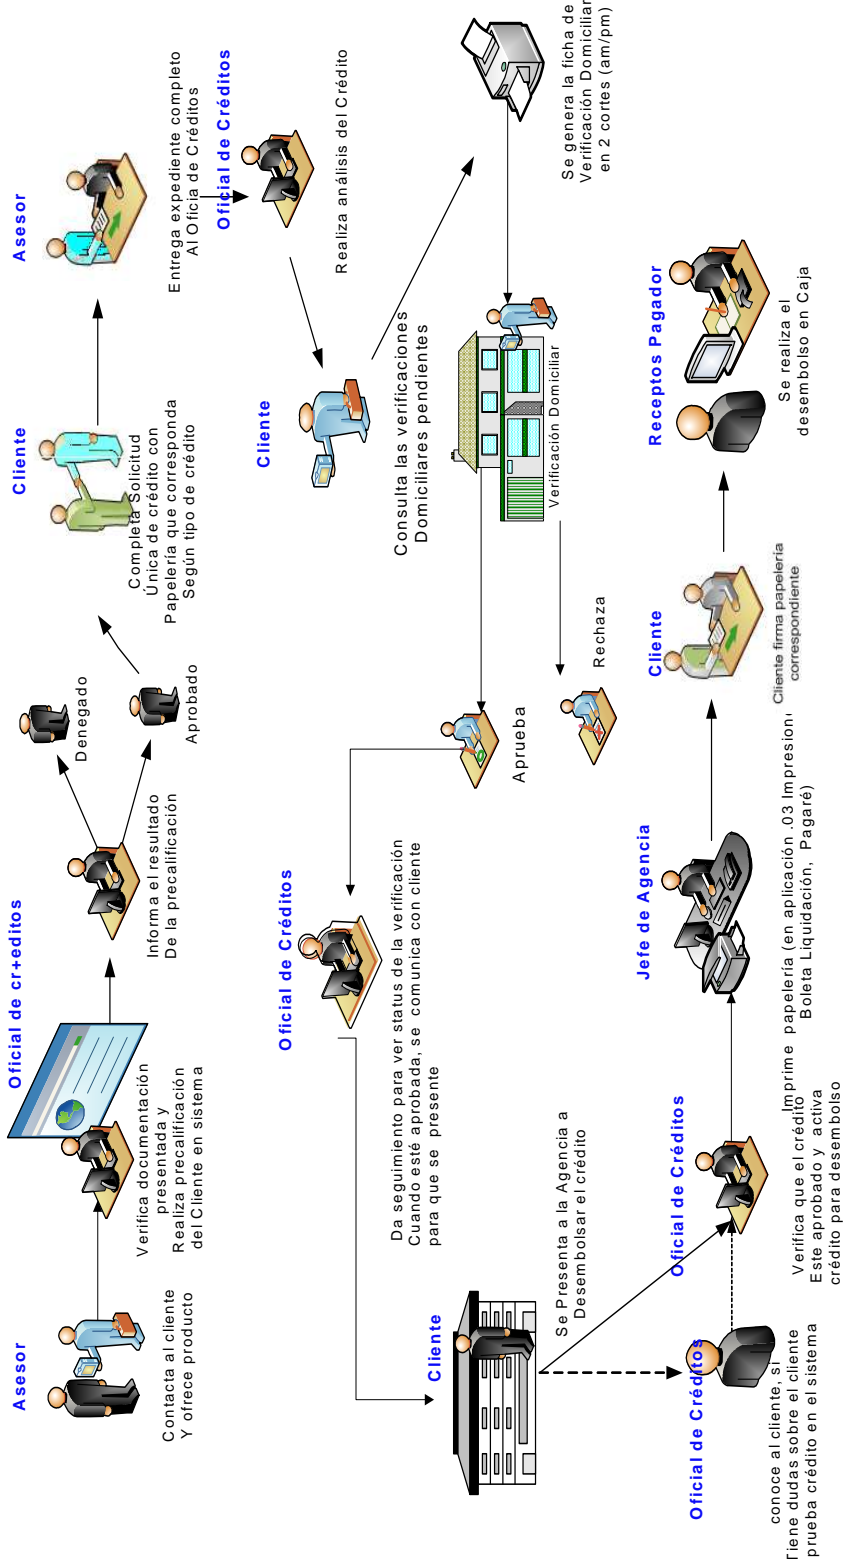 Asesor
Contacta al cliente
Y ofrece producto
Oficial de cr+editos
Verifica documentación
presentada y
Realiza precalificación
del Cliente en sistema
Informa el resultado
De la precalificación
Denegado
Aprobado
Cliente
Completa Solicitud
Única de crédito con
Papelería que corresponda
Según tipo de crédito
Asesor
Entrega expediente completo
Al Oficia de Créditos
Oficial de Créditos
Realiza análisis del Crédito
Cliente
Consulta las verificaciones
Domiciliares pendientes
Se genera la ficha de
Verificación Domiciliar
en 2 cortes (am/pm)
Verificación Domiciliar
Aprueba
Rechaza
Oficial de Créditos
Da seguimiento para ver status de la verificación
Cuando esté aprobada, se comunica con cliente
para que se presente
Cliente
Se Presenta a la Agencia a
Desembolsar el crédito
Oficial de Créditos
conoce al cliente, si
Tiene dudas sobre el cliente
prueba crédito en el sistema
Oficial de Créditos
Verifica que el crédito
Este aprobado y activa
crédito para desembolso
Jefe de Agencia
Imprime papelería (en aplicación .03 Impresion
Boleta Liquidación, Pagaré)
Cliente
Cliente firma papelería
correspondiente
Receptos Pagador
Se realiza el
desembolso en Caja